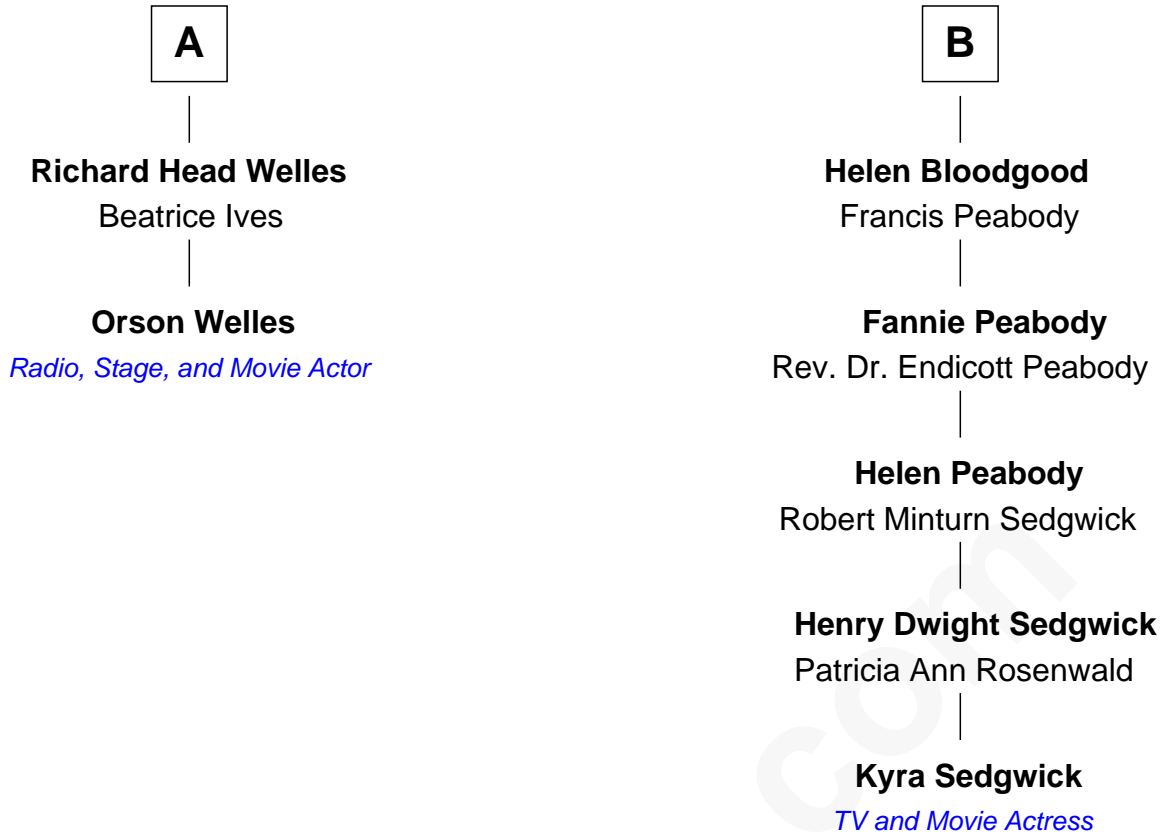 A
Richard Head Welles
Beatrice Ives
Orson Welles
Radio, Stage, and Movie Actor
B
Helen Bloodgood
Francis Peabody
Fannie Peabody
Rev. Dr. Endicott Peabody
Helen Peabody
Robert Minturn Sedgwick
Henry Dwight Sedgwick
Patricia Ann Rosenwald
Kyra Sedgwick
TV and Movie Actress
com